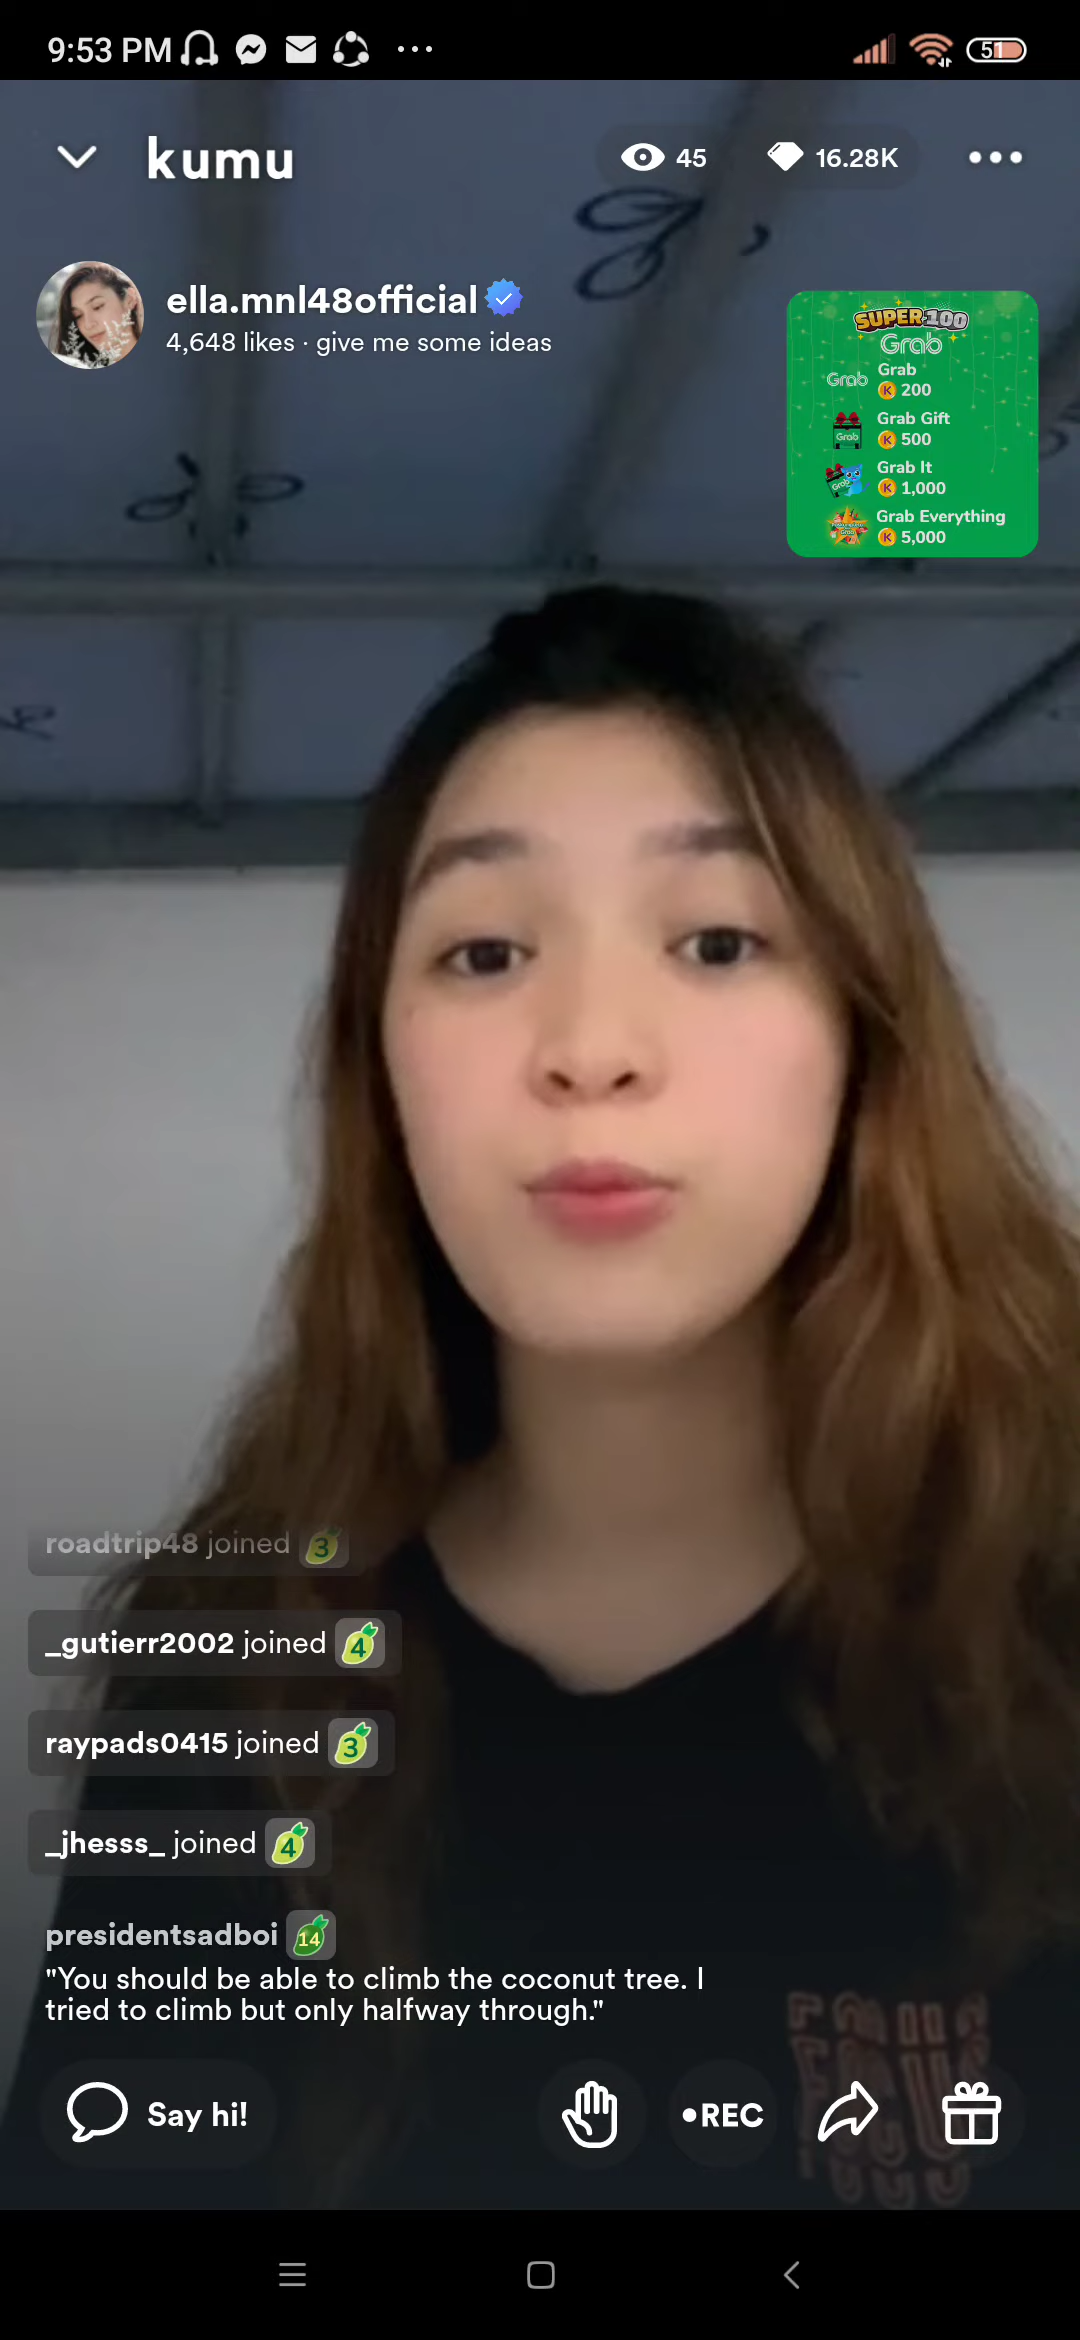 9:53 PM
51
kumu
45
16.28K
ella.mnl48official
4,648 likes · give me some ideas
SUPER 100
Grab
Grab
Grab
200
Grab Gift
Grab
500
Grab It
Grab
1,000
Grab Everything
5,000
roadtrip48 joined 3
_gutierr2002 joined 4
raypads0415 joined 3
_jhesss_ joined 4
presidentsadboi 14
"You should be able to climb the coconut tree. I
tried to climb but only halfway through."
Say hi!
•REC